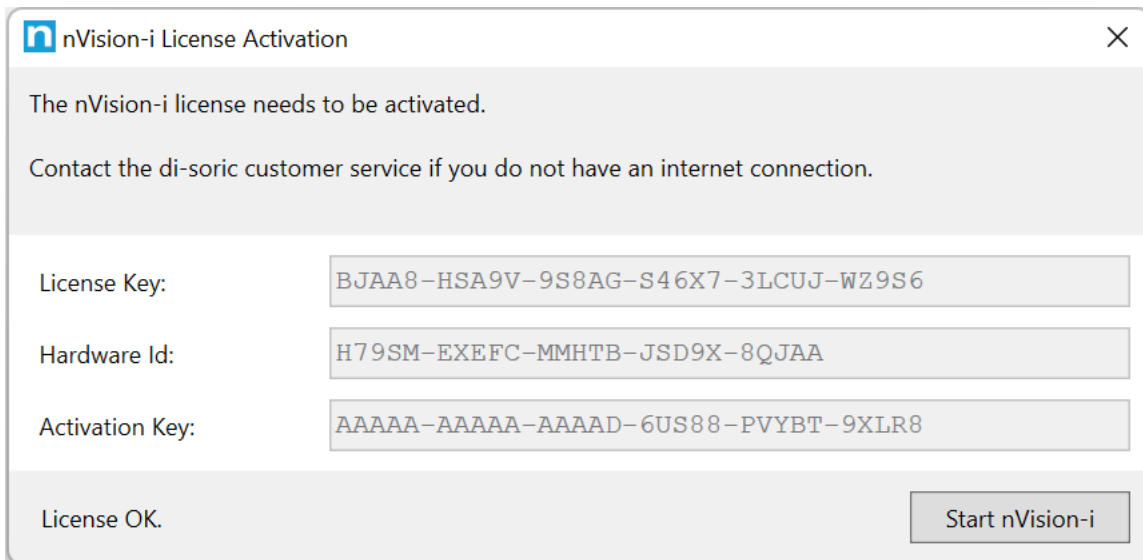 n nVision-i License Activation
The nVision-i license needs to be activated.
Contact the di-soric customer service if you do not have an internet connection.
License Key: BJAA8-HSA9V-9S8AG-S46X7-3LCUJ-WZ9S6
Hardware Id: H79SM-EXEFC-MMHTB-JSD9X-8QJAA
Activation Key: AAAAA-AAAAA-AAAAD-6US88-PVYBT-9XLR8
License OK. Start nVision-i